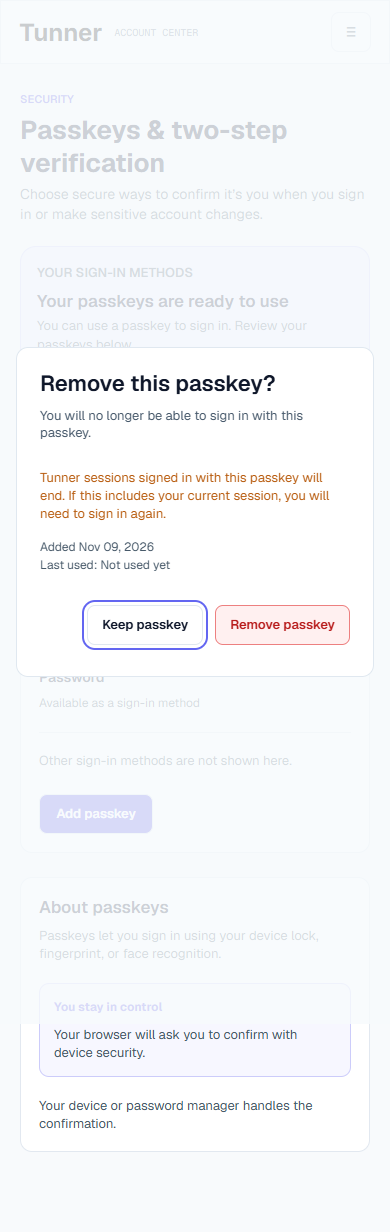 Tunner ACCOUNT CENTER
SECURITY
Passkeys & two-step
verification
Choose secure ways to confirm it's you when you sign
in or make sensitive account changes.
YOUR SIGN-IN METHODS
Your passkeys are ready to use
You can use a passkey to sign in. Review your
passkeys below.
Remove this passkey?
You will no longer be able to sign in with this
passkey.
Tunner sessions signed in with this passkey will
end. If this includes your current session, you will
need to sign in again.
Added Nov 09, 2026
Last used: Not used yet
Keep passkey
Remove passkey
Password
Available as a sign-in method
Other sign-in methods are not shown here.
Add passkey
About passkeys
Passkeys let you sign in using your device lock,
fingerprint, or face recognition.
You stay in control
Your browser will ask you to confirm with
device security.
Your device or password manager handles the
confirmation.